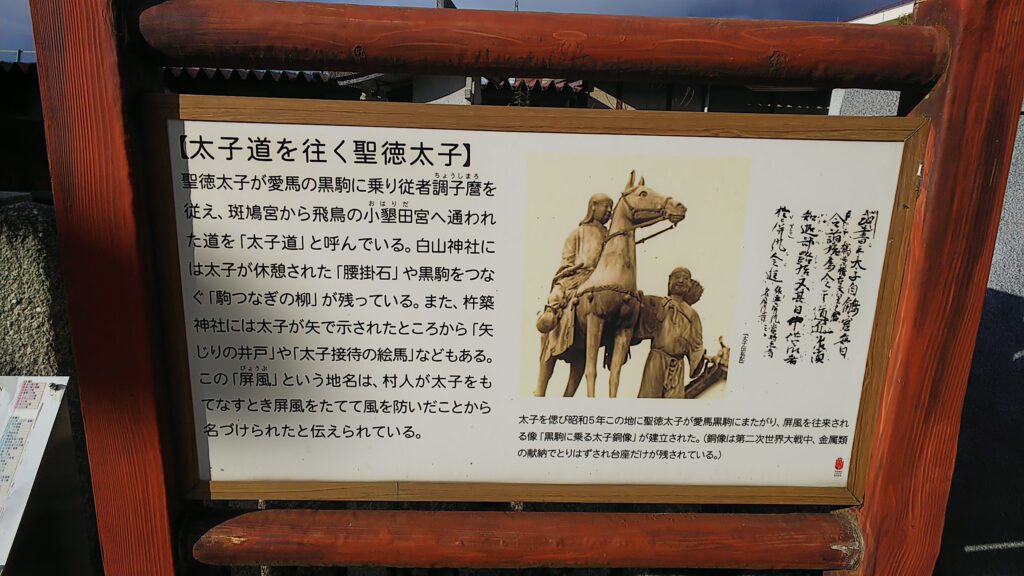 【太子道を往く聖徳太子】
聖徳太子が愛馬の黒駒に乗り従者調子麿を
ちょうしまろ
従え、斑鳩宮から飛鳥の小墾田宮へ通われ
おはりだ
た道を「太子道」と呼んでいる。白山神社に
は太子が休憩された「腰掛石」や黒駒をつな
ぐ「駒つなぎの柳」が残っている。また、杵築
神社には太子が矢で示されたところから「矢
じりの井戸」や「太子接待の絵馬」などもある。
この「屏風」という地名は、村人が太子をも
びょうぶ
てなすとき屏風をたてて風を防いだことから
名づけられたと伝えられている。
太子を偲び昭和5年この地に聖徳太子が愛馬黒駒にまたがり、屏風を往来され
る像「黒駒に乗る太子銅像」が建立された。(銅像は第二次世界大戦中、金属類
の献納でとりはずされ台座だけが残されている。)